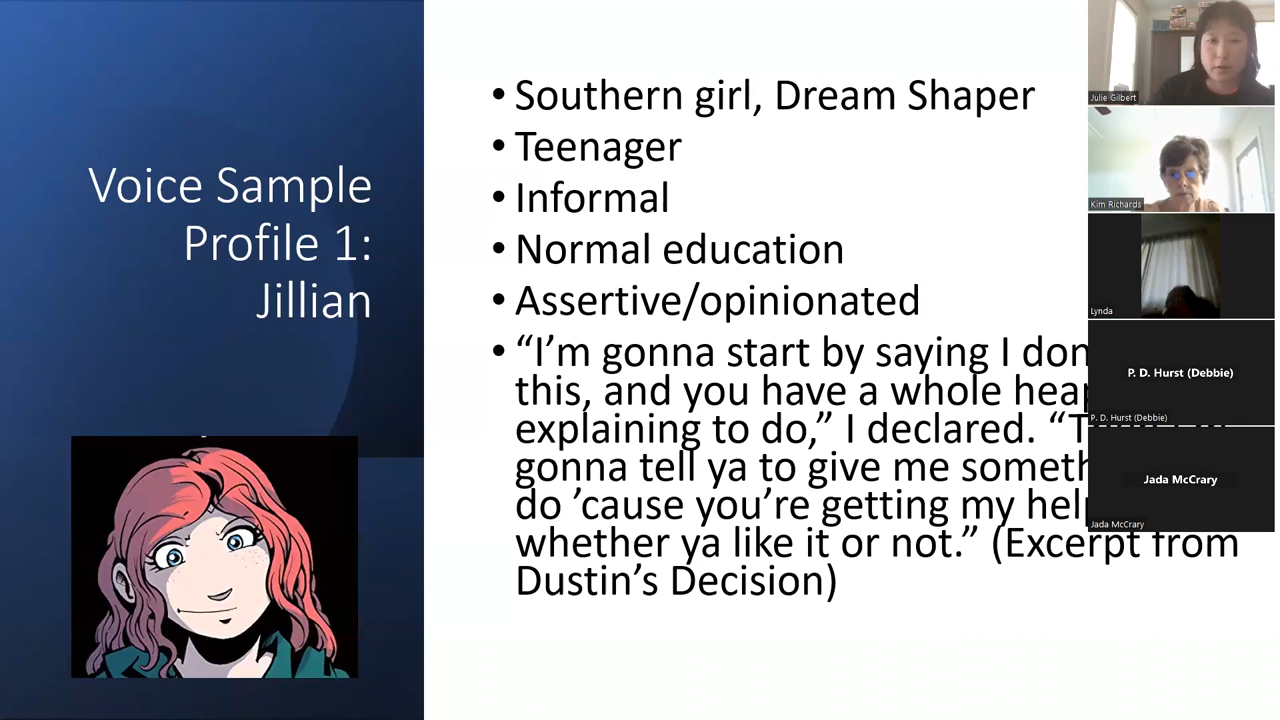 Voice Sample
Profile 1:
Jillian
• Southern girl, Dream Shaper
• Teenager
• Informal
• Normal education
• Assertive/opinionated
• “I’m gonna start by saying I don
this, and you have a whole hea
explaining to do,” I declared. “T
gonna tell ya to give me someth
do ’cause you’re getting my hel
whether ya like it or not.” (Excerpt from
Dustin’s Decision)
Julie Gilbert
Kim Richards
Lynda
P. D. Hurst (Debbie)
P. D. Hurst (Debbie)
Jada McCrary
Jada McCrary